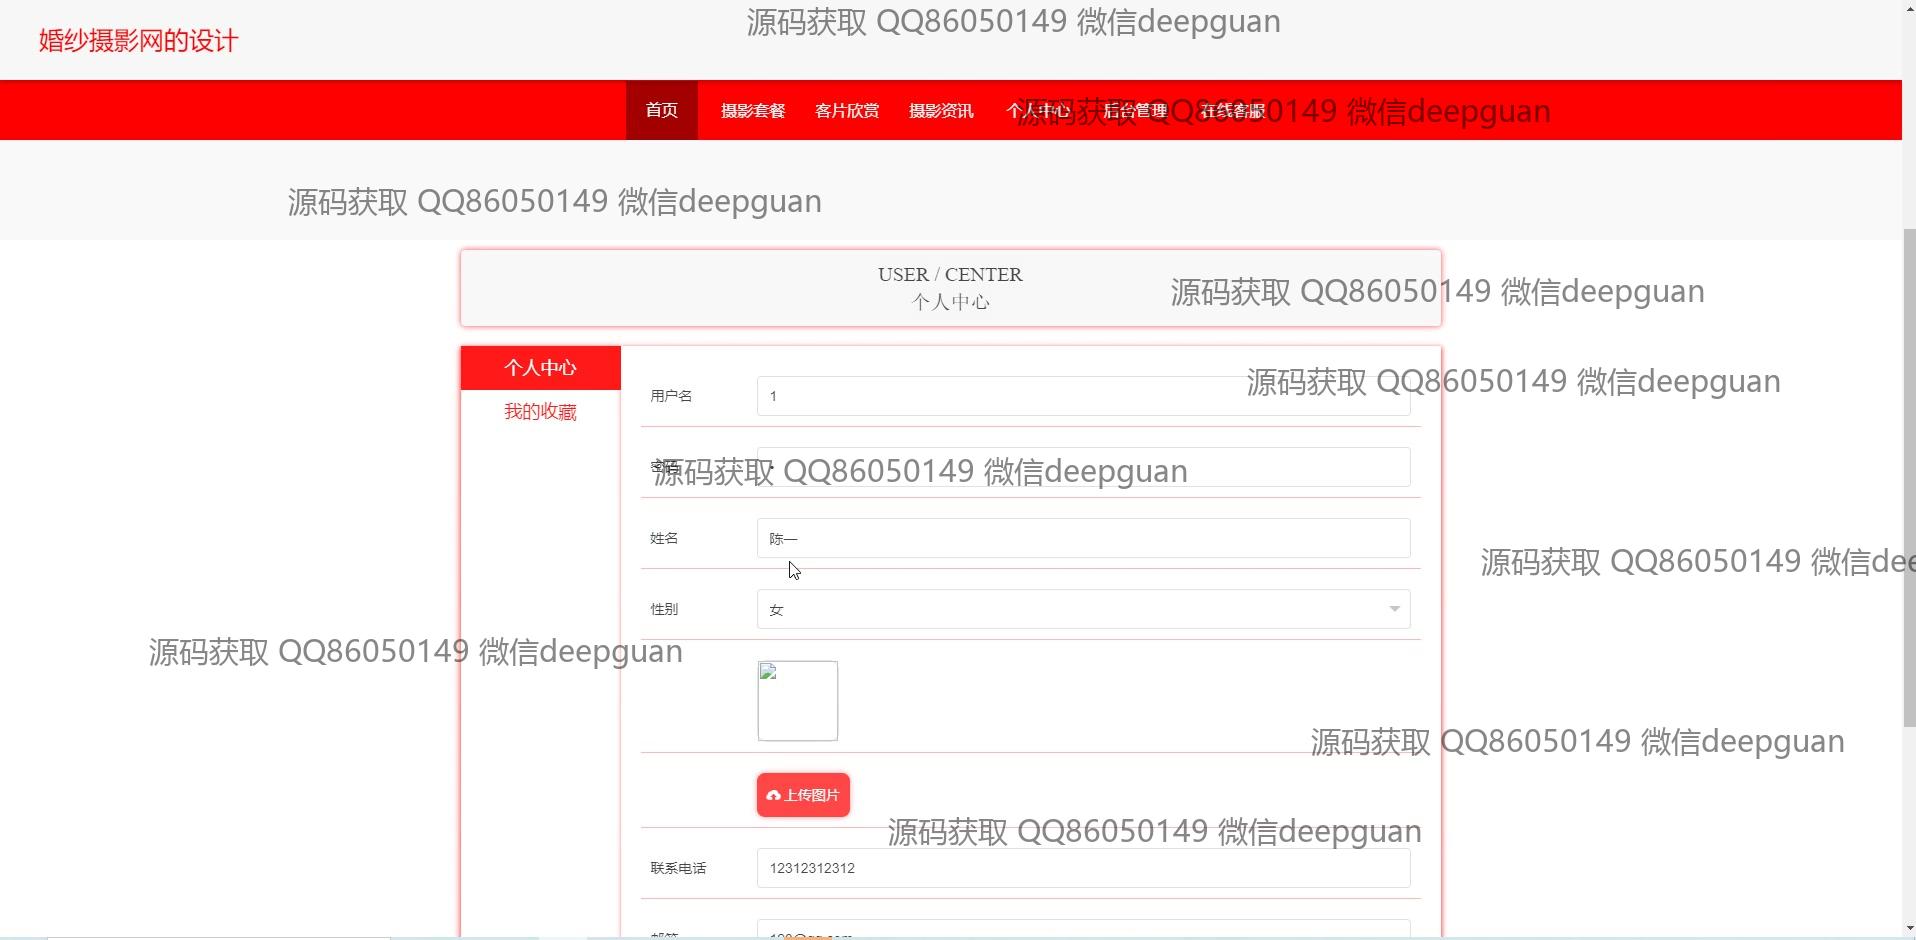 源码获取 QQ86050149 微信deepguan
婚纱摄影网的设计
首页 摄影套餐 客片欣赏 摄影资讯 个人中心 后台管理 在线客服
源码获取 QQ86050149 微信deepguan
源码获取 QQ86050149 微信deepguan
USER / CENTER
个人中心
源码获取 QQ86050149 微信deepguan
个人中心
我的收藏
用户名 1
源码获取 QQ86050149 微信deepguan
密码
源码获取 QQ86050149 微信deepguan
姓名 陈一
源码获取 QQ86050149 微信dee
性别 女
源码获取 QQ86050149 微信deepguan
源码获取 QQ86050149 微信deepguan
上传图片
源码获取 QQ86050149 微信deepguan
联系电话 12312312312